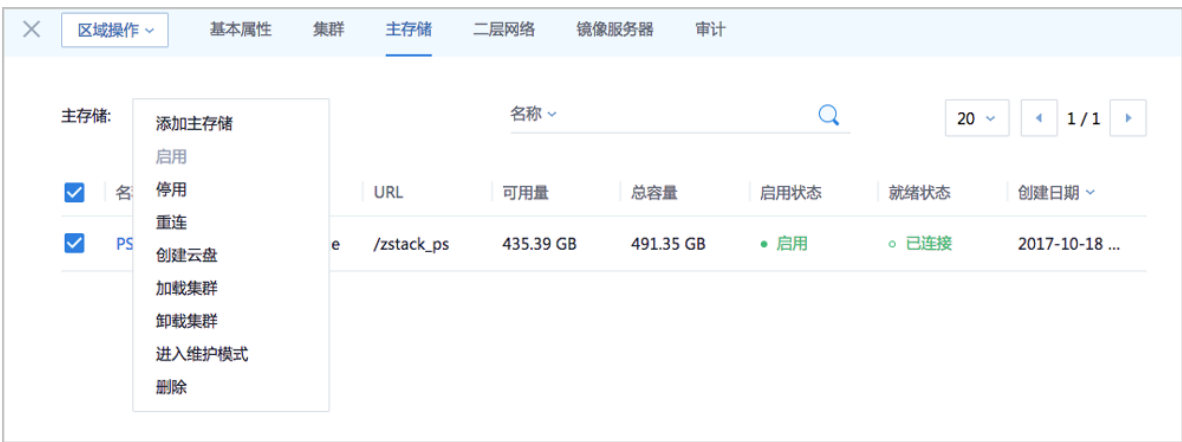 区域操作 基本属性 集群 主存储 二层网络 镜像服务器 审计
主存储: 名称 20 1 / 1
添加主存储
启用
停用
重连
创建云盘
加载集群
卸载集群
进入维护模式
删除
URL 可用量 总容量 启用状态 就绪状态 创建日期
PS e /zstack_ps 435.39 GB 491.35 GB 启用 已连接 2017-10-18 ...